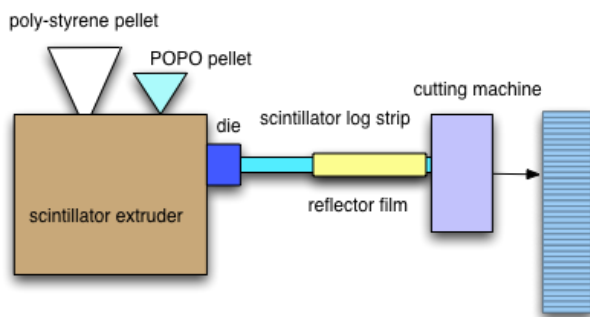 poly-styrene pellet
POPO pellet
cutting machine
die
scintillator log strip
reflector film
scintillator extruder